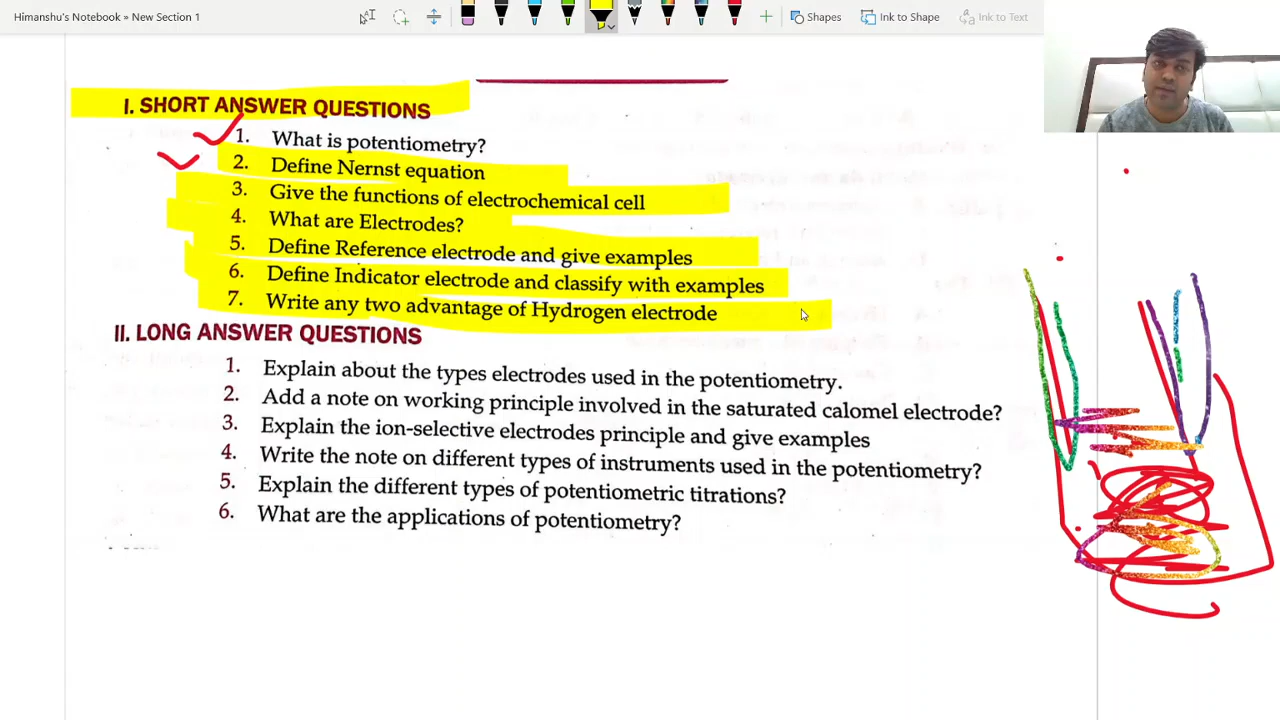 Himanshu's Notebook » New Section 1
Shapes
Ink to Shape
Ink to Text
I. SHORT ANSWER QUESTIONS
1. What is potentiometry?
2. Define Nernst equation
3. Give the functions of electrochemical cell
4. What are Electrodes?
5. Define Reference electrode and give examples
6. Define Indicator electrode and classify with examples
7. Write any two advantage of Hydrogen electrode
II. LONG ANSWER QUESTIONS
1. Explain about the types electrodes used in the potentiometry.
2. Add a note on working principle involved in the saturated calomel electrode?
3. Explain the ion-selective electrodes principle and give examples
4. Write the note on different types of instruments used in the potentiometry?
5. Explain the different types of potentiometric titrations?
6. What are the applications of potentiometry?